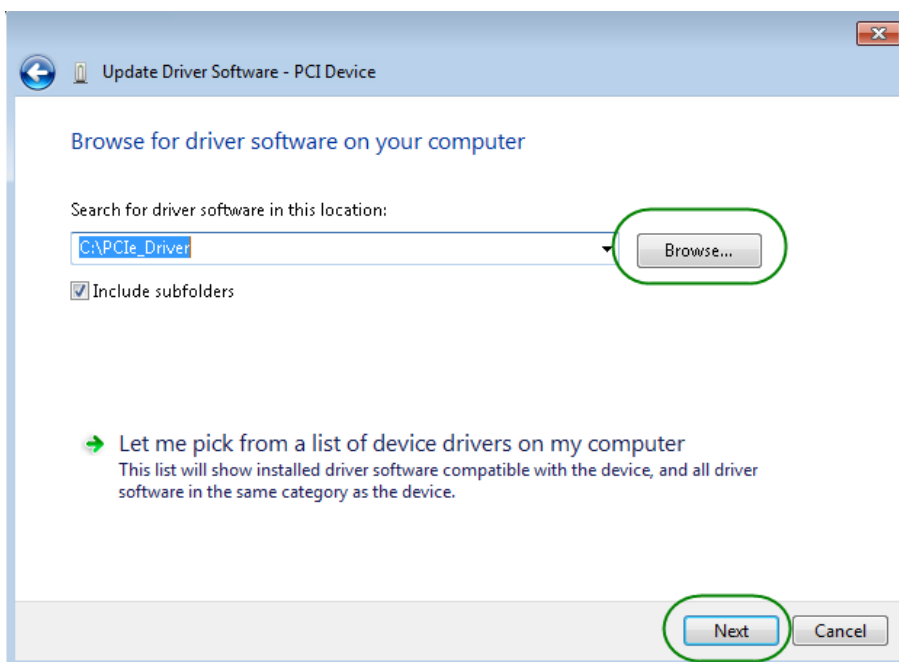 Update Driver Software - PCI Device
Browse for driver software on your computer
Search for driver software in this location:
C:\PCIe_Driver
Browse...
Include subfolders
Let me pick from a list of device drivers on my computer
This list will show installed driver software compatible with the device, and all driver
software in the same category as the device.
Next
Cancel